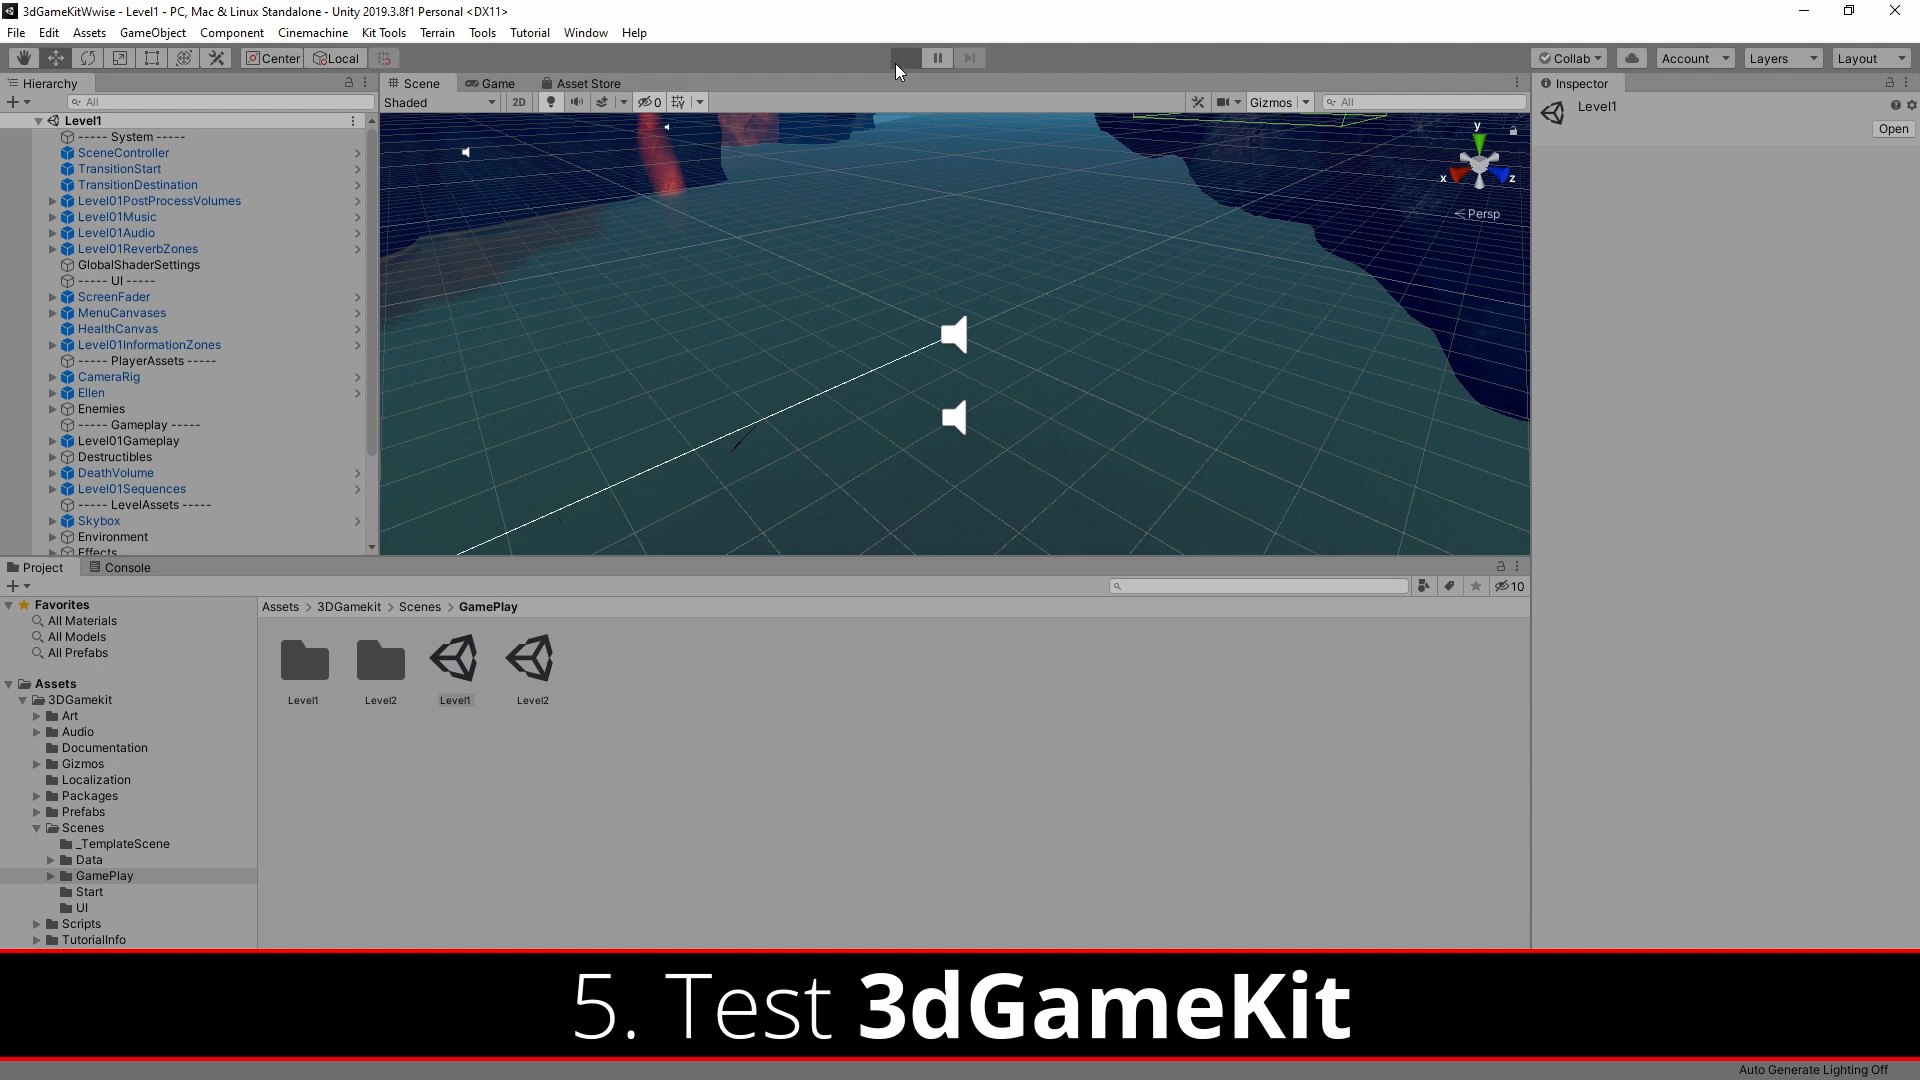 3dGameKitWwise - Level1 - PC, Mac & Linux Standalone - Unity 2019.3.8f1 Personal <DX11>
File Edit Assets GameObject Component Cinemachine Kit Tools Terrain Tools Tutorial Window Help
Center Local Collab Account Layers Layout
Hierarchy
All
Level1
----- System -----
SceneController
TransitionStart
TransitionDestination
Level01PostProcessVolumes
Level01Music
Level01Audio
Level01ReverbZones
GlobalShaderSettings
----- UI -----
ScreenFader
MenuCanvases
HealthCanvas
Level01InformationZones
----- PlayerAssets -----
CameraRig
Ellen
Enemies
----- Gameplay -----
Level01Gameplay
Destructibles
DeathVolume
Level01Sequences
----- LevelAssets -----
Skybox
Environment
Effects
Scene Game Asset Store
Shaded 2D 0 Gizmos All
y
x z
Persp
Inspector
Level1
Open
Project Console
10
Favorites
All Materials
All Models
All Prefabs
Assets
3DGamekit
Art
Audio
Documentation
Gizmos
Localization
Packages
Prefabs
Scenes
_TemplateScene
Data
GamePlay
Start
UI
Scripts
TutorialInfo
Assets > 3DGamekit > Scenes > GamePlay
Level1 Level2 Level1 Level2
5. Test 3dGameKit
Auto Generate Lighting Off